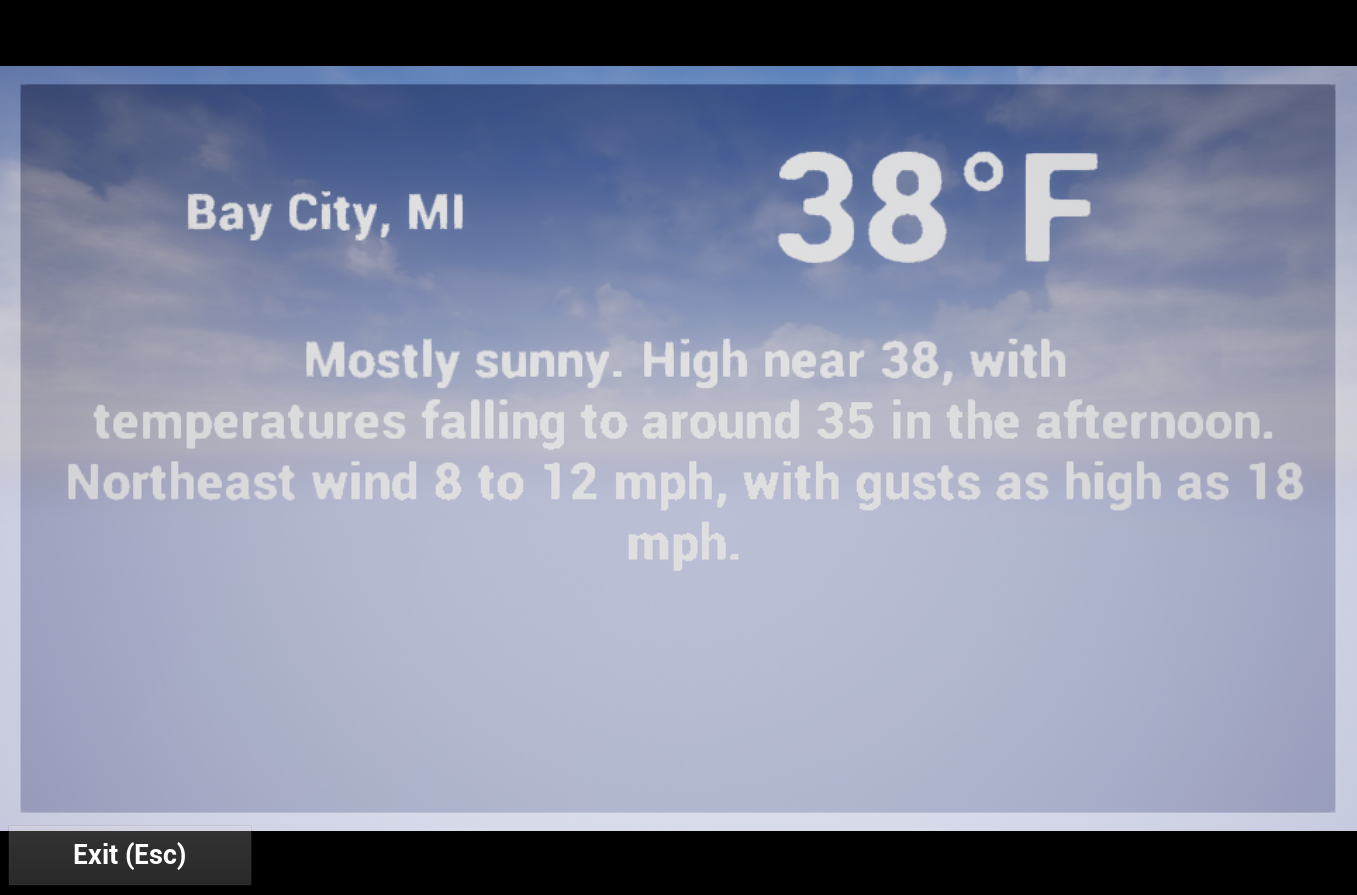 Bay City, MI
38°F
Mostly sunny. High near 38, with
temperatures falling to around 35 in the afternoon.
Northeast wind 8 to 12 mph, with gusts as high as 18
mph.
Exit (Esc)